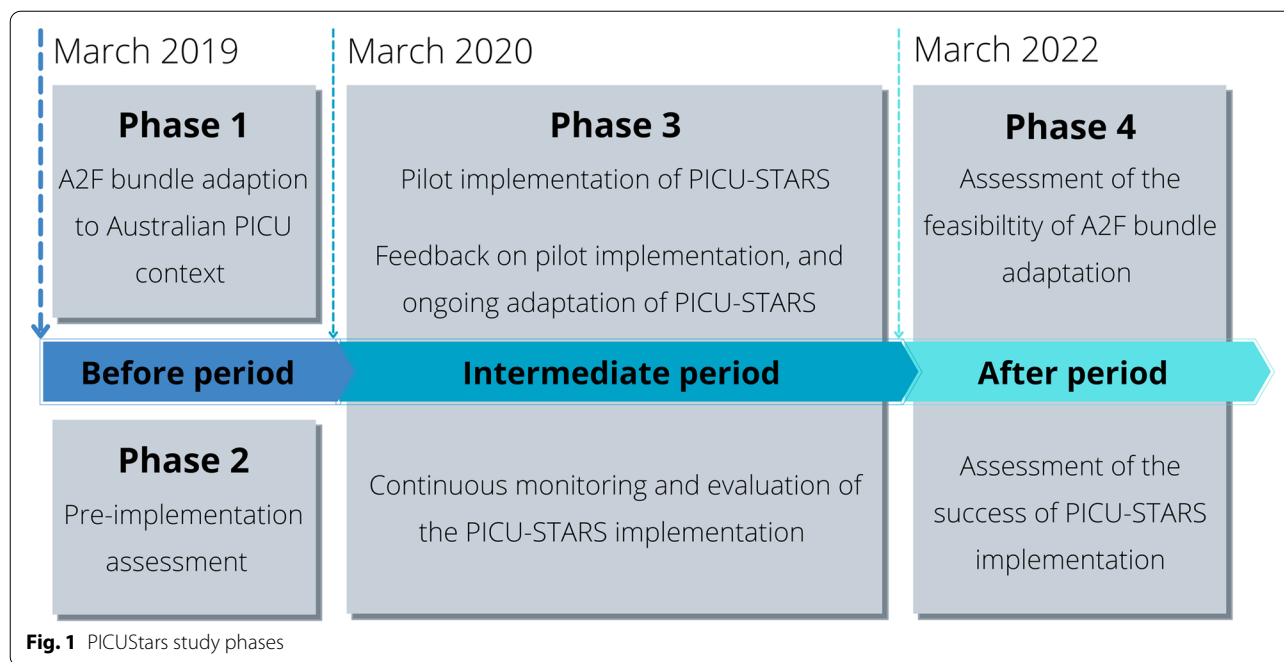 March 2019
March 2020
March 2022
Phase 1
A2F bundle adaption
to Australian PICU
context
Phase 3
Pilot implementation of PICU-STARS
Feedback on pilot implementation, and
ongoing adaptation of PICU-STARS
Phase 4
Assessment of the
feasibiltity of A2F bundle
adaptation
Before period
Intermediate period
After period
Phase 2
Pre-implementation
assessment
Continuous monitoring and evaluation of
the PICU-STARS implementation
Assessment of the
success of PICU-STARS
implementation
Fig. 1 PICUStars study phases